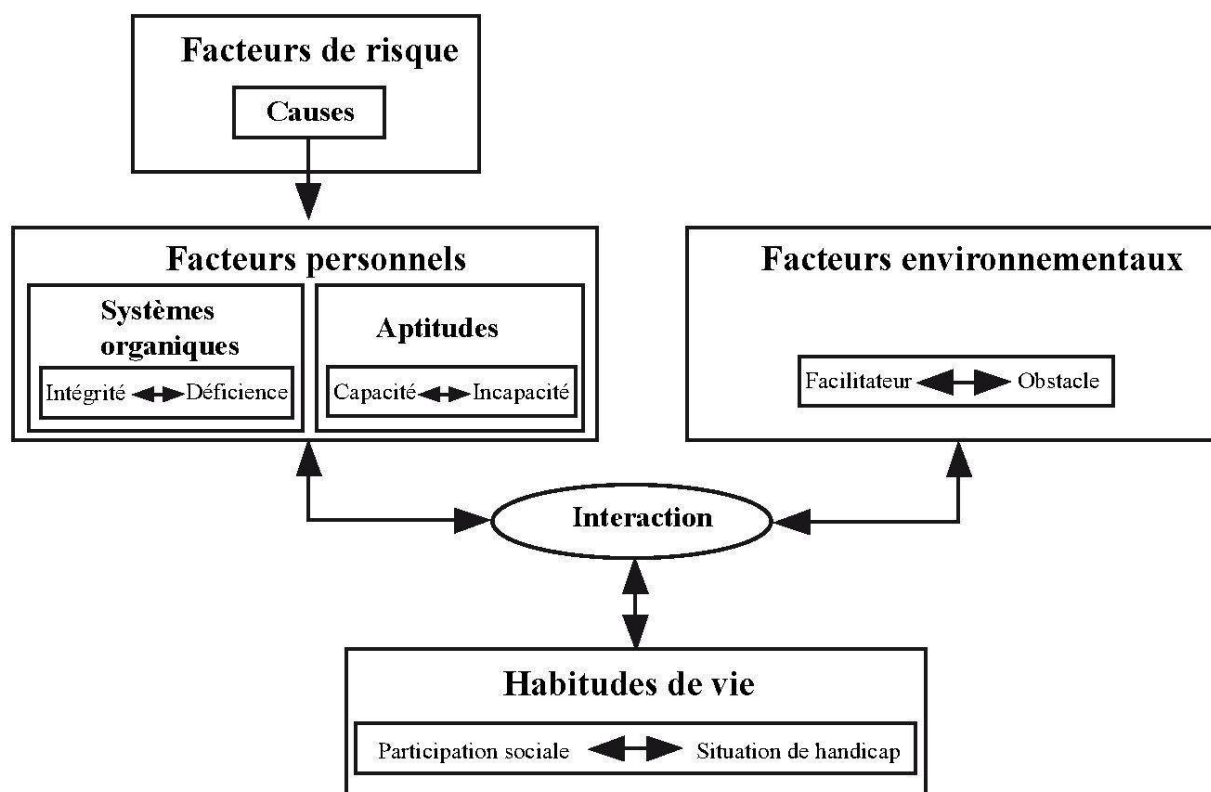 Facteurs de risque
Causes
Facteurs personnels
Systèmes
organiques
Intégrité Déficience
Aptitudes
Capacité Incapacité
Facteurs environnementaux
Facilitateur Obstacle
Interaction
Habitudes de vie
Participation sociale Situation de handicap